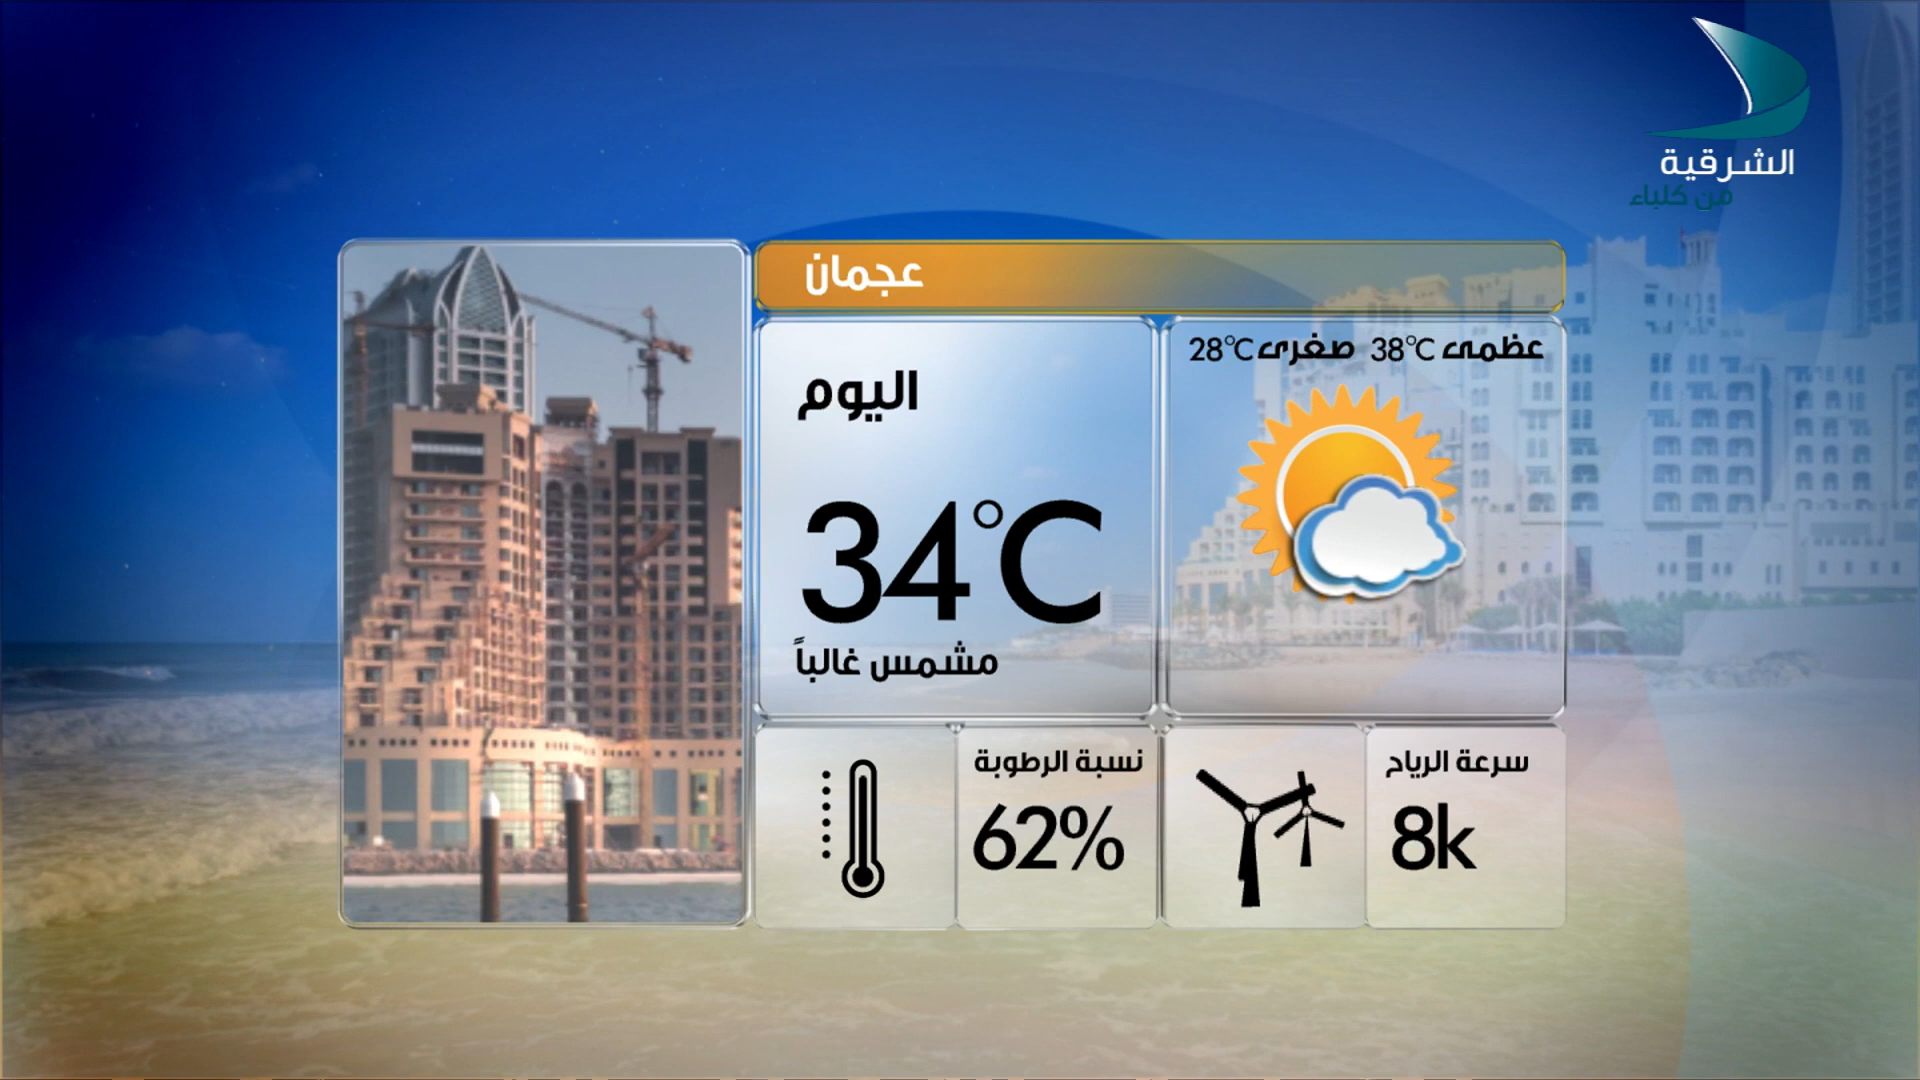 الشرقية
من كلباء
عجمان
عظمى 38°C صغرى 28°C
اليوم
34°C
مشمس غالباً
نسبة الرطوبة
62%
سرعة الرياح
8k